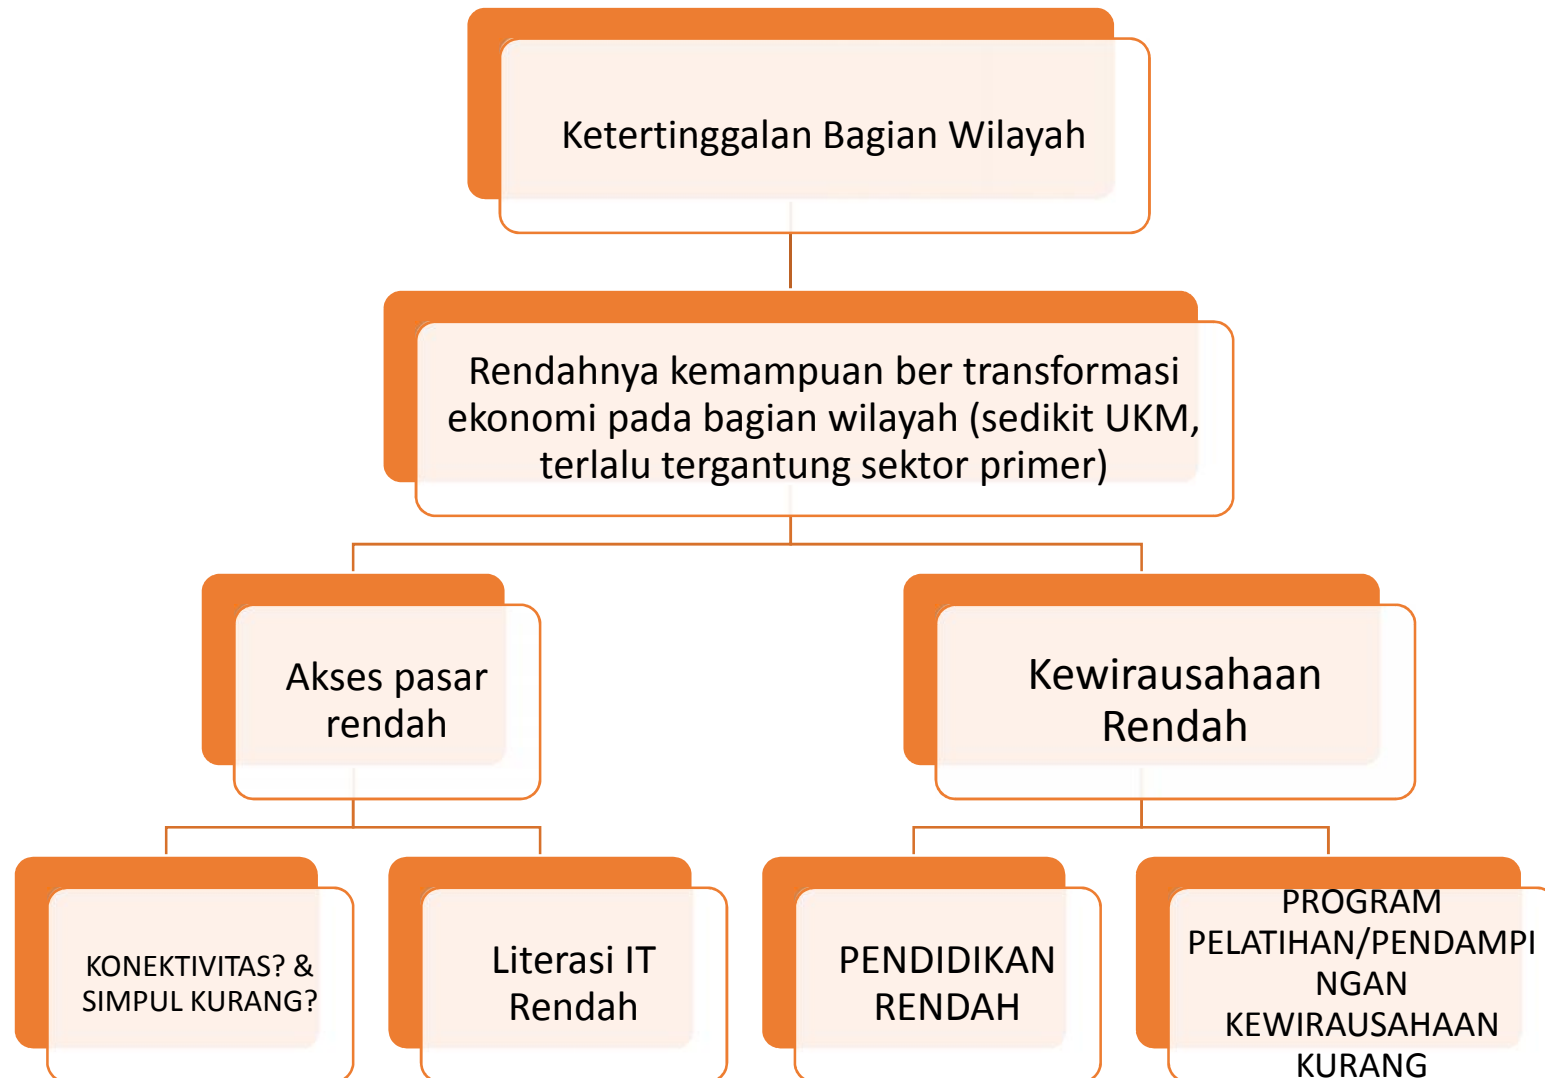 Ketertinggalan Bagian Wilayah
Rendahnya kemampuan ber transformasi
ekonomi pada bagian wilayah (sedikit UKM,
terlalu tergantung sektor primer)
Akses pasar
rendah
Kewirausahaan
Rendah
KONEKTIVITAS? &
SIMPUL KURANG?
Literasi IT
Rendah
PENDIDIKAN
RENDAH
PROGRAM
PELATIHAN/PENDAMPI
NGAN
KEWIRAUSAHAAN
KURANG